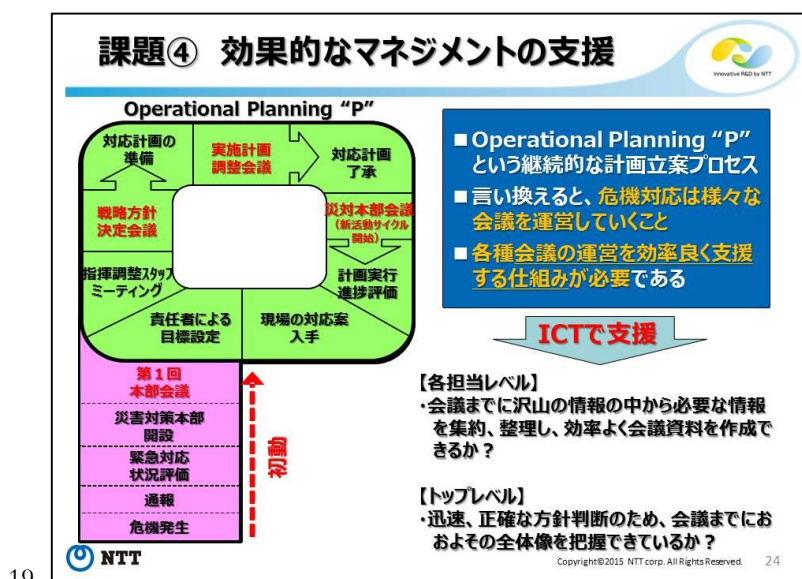 課題④ 効果的なマネジメントの支援
Innovative R&D by NTT
Operational Planning “P”
対応計画の
準備
実施計画
調整会議
対応計画
了承
戦略方針
決定会議
災対本部会議
(新活動サイクル
開始)
指揮調整スタッフ
ミーティング
計画実行
進捗評価
責任者による
目標設定
現場の対応案
入手
第1回
本部会議
災害対策本部
開設
緊急対応
状況評価
通報
危機発生
初動
■Operational Planning “P”
という継続的な計画立案プロセス
■言い換えると、危機対応は様々な
会議を運営していくこと
■各種会議の運営を効率良く支援
する仕組みが必要である
ICTで支援
【各担当レベル】
・会議までに沢山の情報の中から必要な情報
を集約、整理し、効率よく会議資料を作成で
きるか?
【トップレベル】
・迅速、正確な方針判断のため、会議までにお
およその全体像を把握できているか?
NTT
Copyright©2015 NTT corp. All Rights Reserved.
24
19